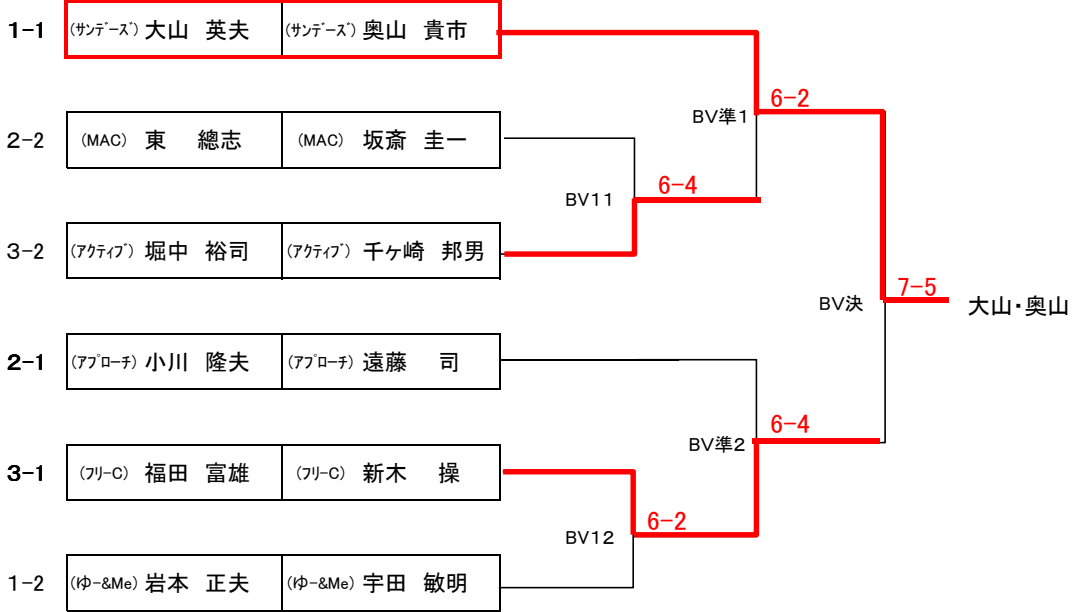 1-1 (ｻﾝﾃﾞｰｽﾞ) 大山 英夫 (ｻﾝﾃﾞｰｽﾞ) 奥山 貴市
6-2
BV準1
2-2 (MAC) 東 總志 (MAC) 坂斎 圭一
6-4
BV11
3-2 (ｱｸﾃｨﾌﾞ) 堀中 裕司 (ｱｸﾃｨﾌﾞ) 千ヶ崎 邦男
7-5
BV決 大山・奥山
2-1 (ｱﾌﾟﾛｰﾁ) 小川 隆夫 (ｱﾌﾟﾛｰﾁ) 遠藤 司
6-4
BV準2
3-1 (ﾌﾘｰC) 福田 富雄 (ﾌﾘｰC) 新木 操
6-2
BV12
1-2 (ゆｰ&Me) 岩本 正夫 (ゆｰ&Me) 宇田 敏明